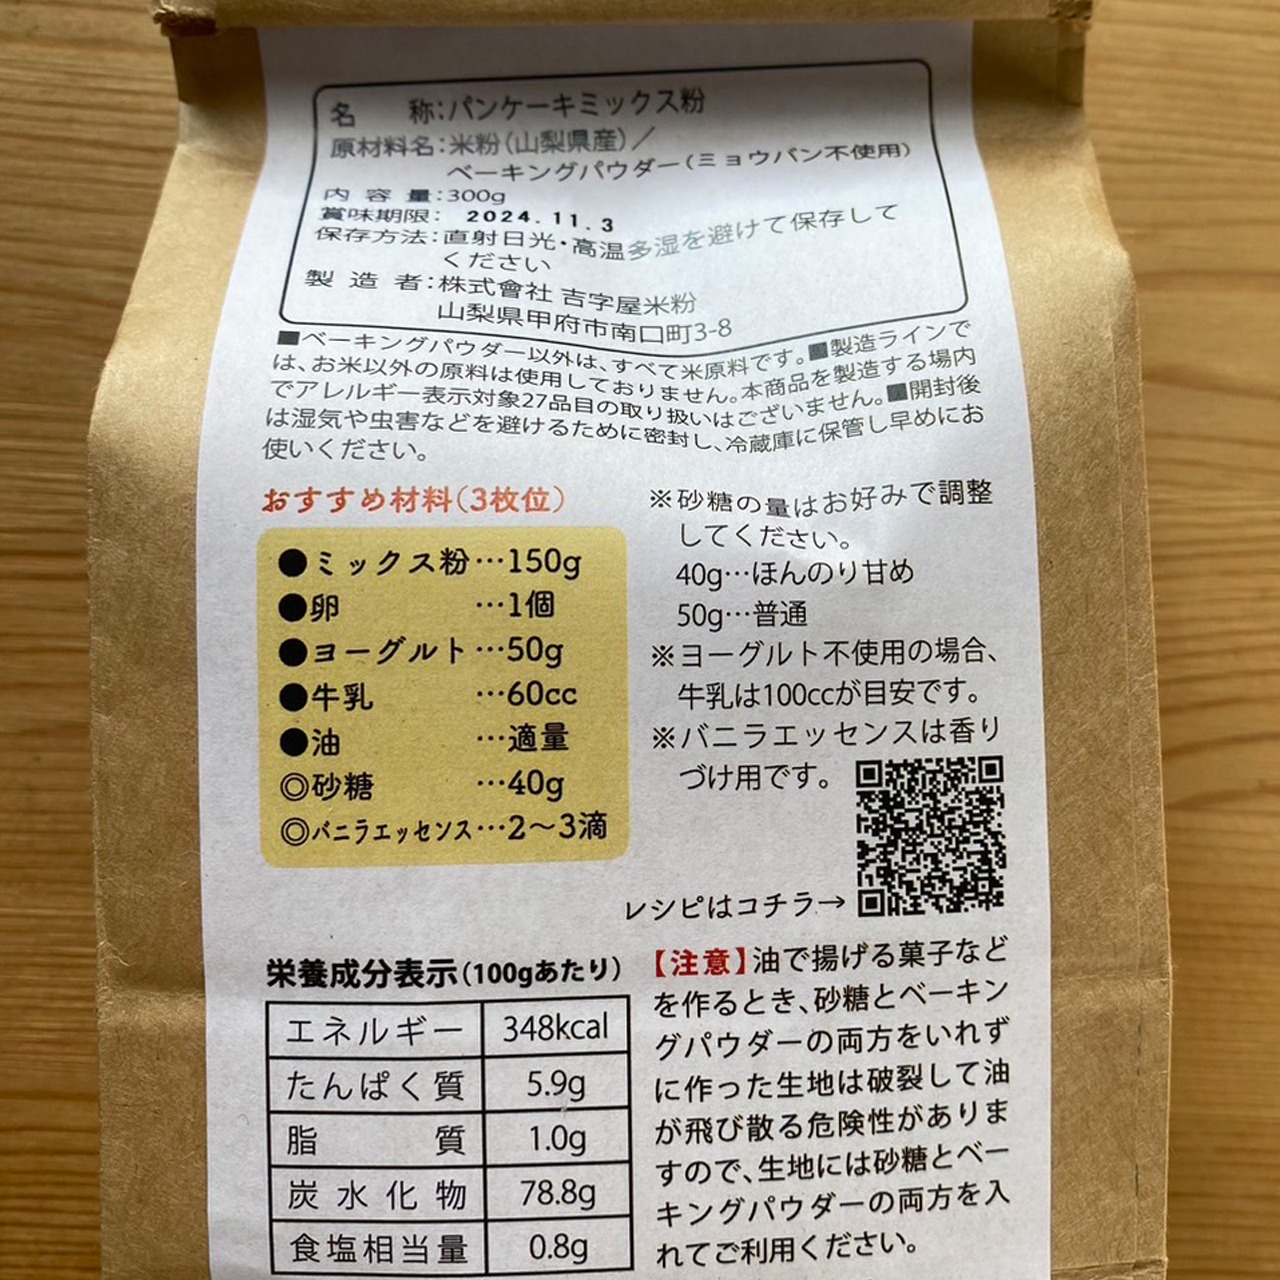 名　　称:パンケーキミックス粉
原材料名:米粉(山梨県産)/
ベーキングパウダー(ミョウバン不使用)
内 容 量:300g
賞味期限: 2024.11.3
保存方法:直射日光・高温多湿を避けて保存して
ください
製 造 者:株式會社 吉字屋米粉
山梨県甲府市南口町3-8
■ベーキングパウダー以外は、すべて米原料です。■製造ラインで
は、お米以外の原料は使用しておりません。本商品を製造する場内
でアレルギー表示対象27品目の取り扱いはございません。■開封後
は湿気や虫害などを避けるために密封し、冷蔵庫に保管し早めにお
使いください。
おすすめ材料(3枚位)
●ミックス粉…150g
●卵 …1個
●ヨーグルト…50g
●牛乳 …60cc
●油 …適量
◎砂糖 …40g
◎バニラエッセンス…2〜3滴
※砂糖の量はお好みで調整
してください。
40g…ほんのり甘め
50g…普通
※ヨーグルト不使用の場合、
牛乳は100ccが目安です。
※バニラエッセンスは香り
づけ用です。
レシピはコチラ→
栄養成分表示(100gあたり)
エネルギー 348kcal
たんぱく質 5.9g
脂　　質 1.0g
炭水化物 78.8g
食塩相当量 0.8g
【注意】油で揚げる菓子など
を作るとき、砂糖とベーキン
グパウダーの両方をいれず
に作った生地は破裂して油
が飛び散る危険性がありま
すので、生地には砂糖とベー
キングパウダーの両方を入
れてご利用ください。